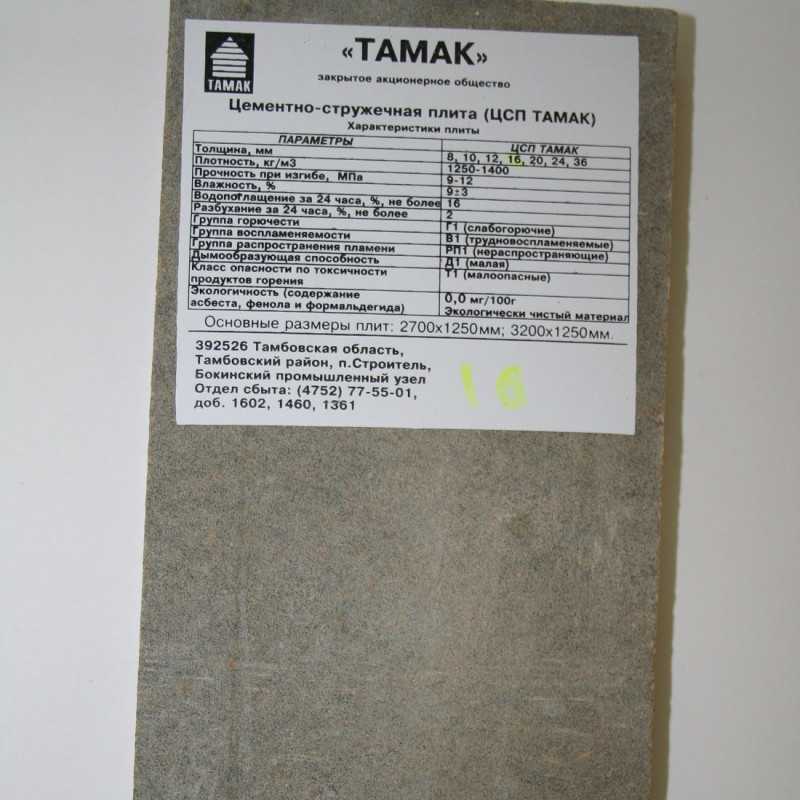 ТАМАК
«ТАМАК»
закрытое акционерное общество
Цементно-стружечная плита (ЦСП ТАМАК)
Характеристики плиты
ПАРАМЕТРЫ ЦСП ТАМАК
Толщина, мм 8, 10, 12, 16, 20, 24, 36
Плотность, кг/м3 1250-1400
Прочность при изгибе, МПа 9-12
Влажность, % 9±3
Водопоглащение за 24 часа, %, не более 16
Разбухание за 24 часа, %, не более 2
Группа горючести Г1 (слабогорючие)
Группа воспламеняемости В1 (трудновоспламеняемые)
Группа распространения пламени РП1 (нераспространяющие)
Дымообразующая способность Д1 (малая)
Класс опасности по токсичности Т1 (малоопасные)
продуктов горения
Экологичность (содержание 0,0 мг/100г
асбеста, фенола и формальдегида) Экологически чистый материал
Основные размеры плит: 2700х1250мм; 3200х1250мм.
392526 Тамбовская область,
Тамбовский район, п.Строитель,
Бокинский промышленный узел
Отдел сбыта: (4752) 77-55-01,
доб. 1602, 1460, 1361
16